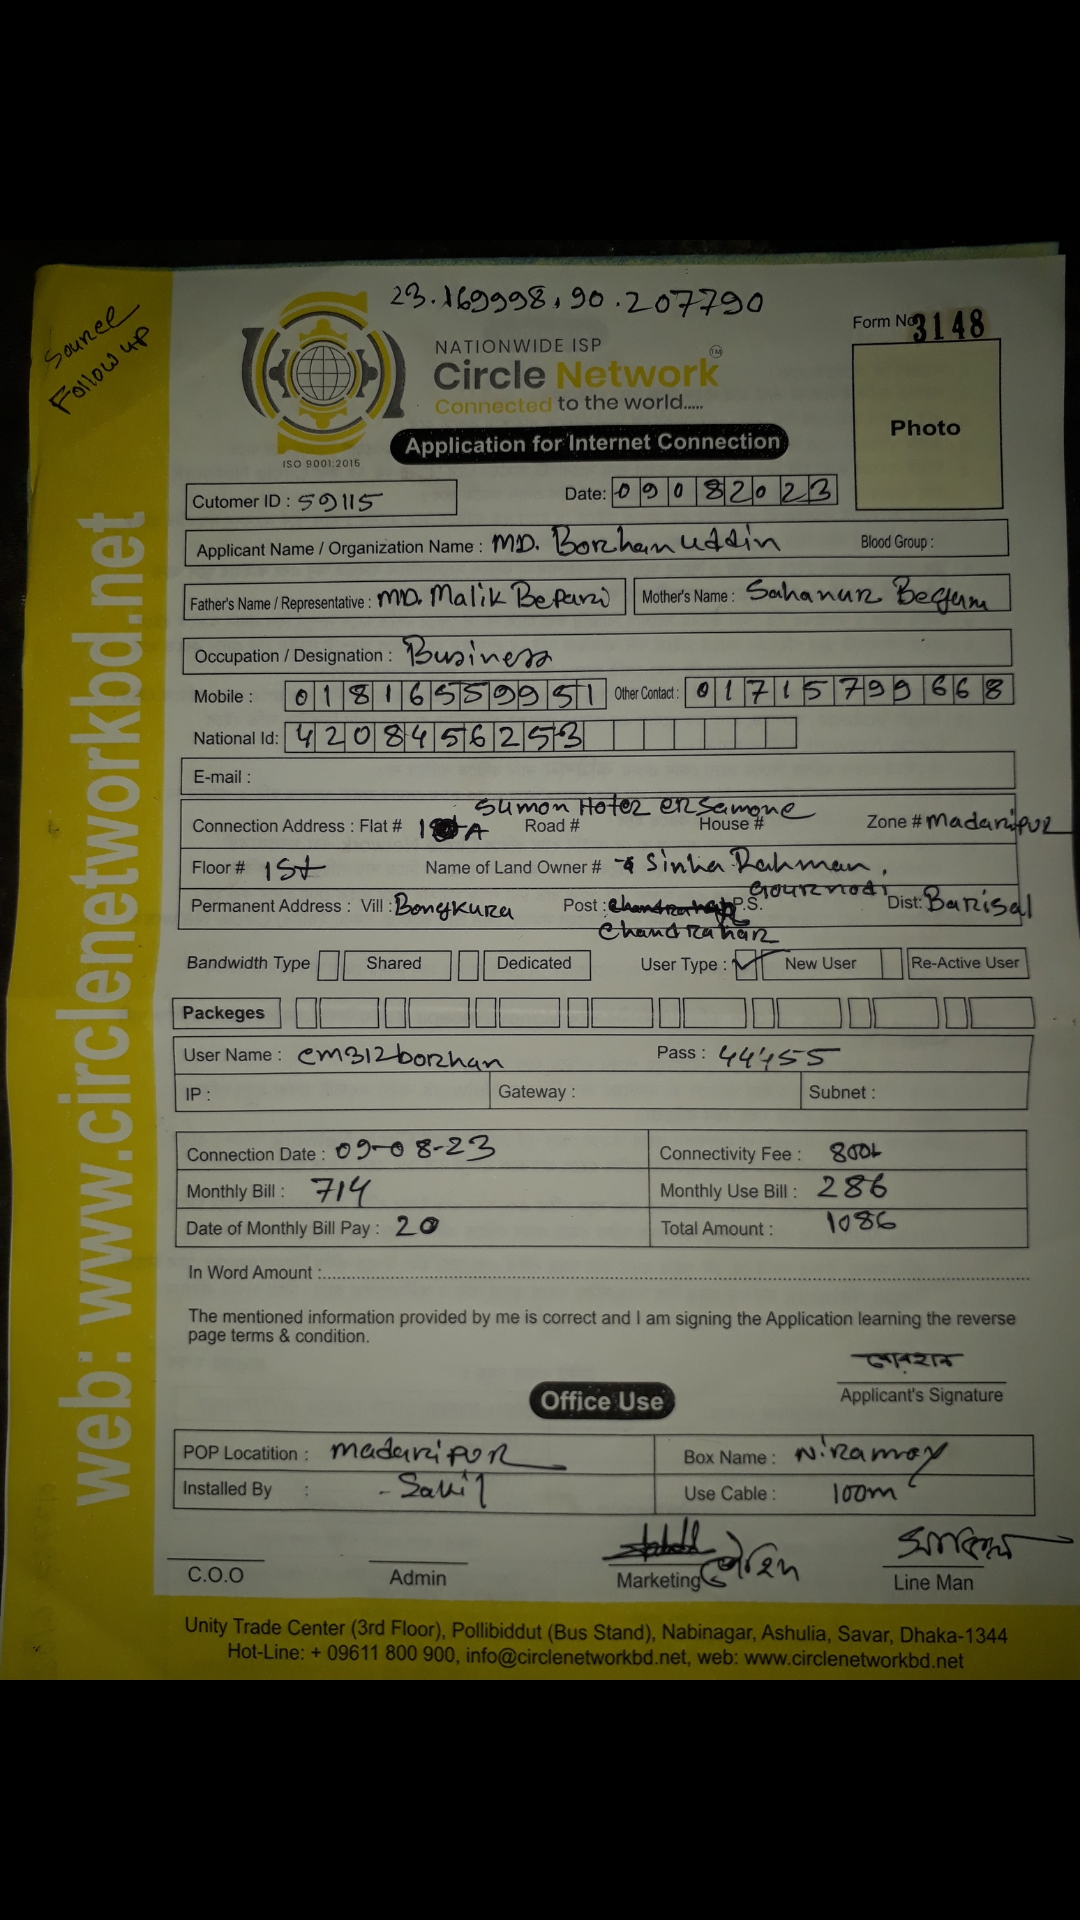 23.169998, 90.207790
Source
Follow up
Form No 3148
NATIONWIDE ISP
Circle Network TM
Connected to the world.....
ISO 9001:2015
Application for Internet Connection
Photo
Cutomer ID : 59115
Date: 09082023
Applicant Name / Organization Name : MD. Borhan uddin Blood Group :
Father's Name / Representative : MD. Malik Bepari Mother's Name : Sahanur Begum
Occupation / Designation : Business
Mobile : 01816559951 Other Contact : 01715799668
National Id: 4208456253
E-mail :
Sumon Hoter
Connection Address : Flat # A Road # House # Zone # Madaripur
Floor # 1st Name of Land Owner # Sinha Rahman,
Gournodi
Permanent Address : Vill : Bongkura Post : P.S. Dist: Barisal
Chandrahar
Bandwidth Type Shared Dedicated User Type : ✓ New User Re-Active User
Packeges
User Name : cm312borhan Pass : 44455
IP : Gateway : Subnet :
Connection Date : 09-08-23 Connectivity Fee : 800
Monthly Bill : 714 Monthly Use Bill : 286
Date of Monthly Bill Pay : 20 Total Amount : 1086
In Word Amount :
The mentioned information provided by me is correct and I am signing the Application learning the reverse
page terms & condition.
বোরহান
Applicant's Signature
Office Use
POP Locatition : Madaripur Box Name : Niramoy
Installed By : - Sakil Use Cable : 100m
C.O.O Admin Marketing Line Man
Unity Trade Center (3rd Floor), Pollibiddut (Bus Stand), Nabinagar, Ashulia, Savar, Dhaka-1344
Hot-Line: + 09611 800 900, info@circlenetworkbd.net, web: www.circlenetworkbd.net
web: www.circlenetworkbd.net